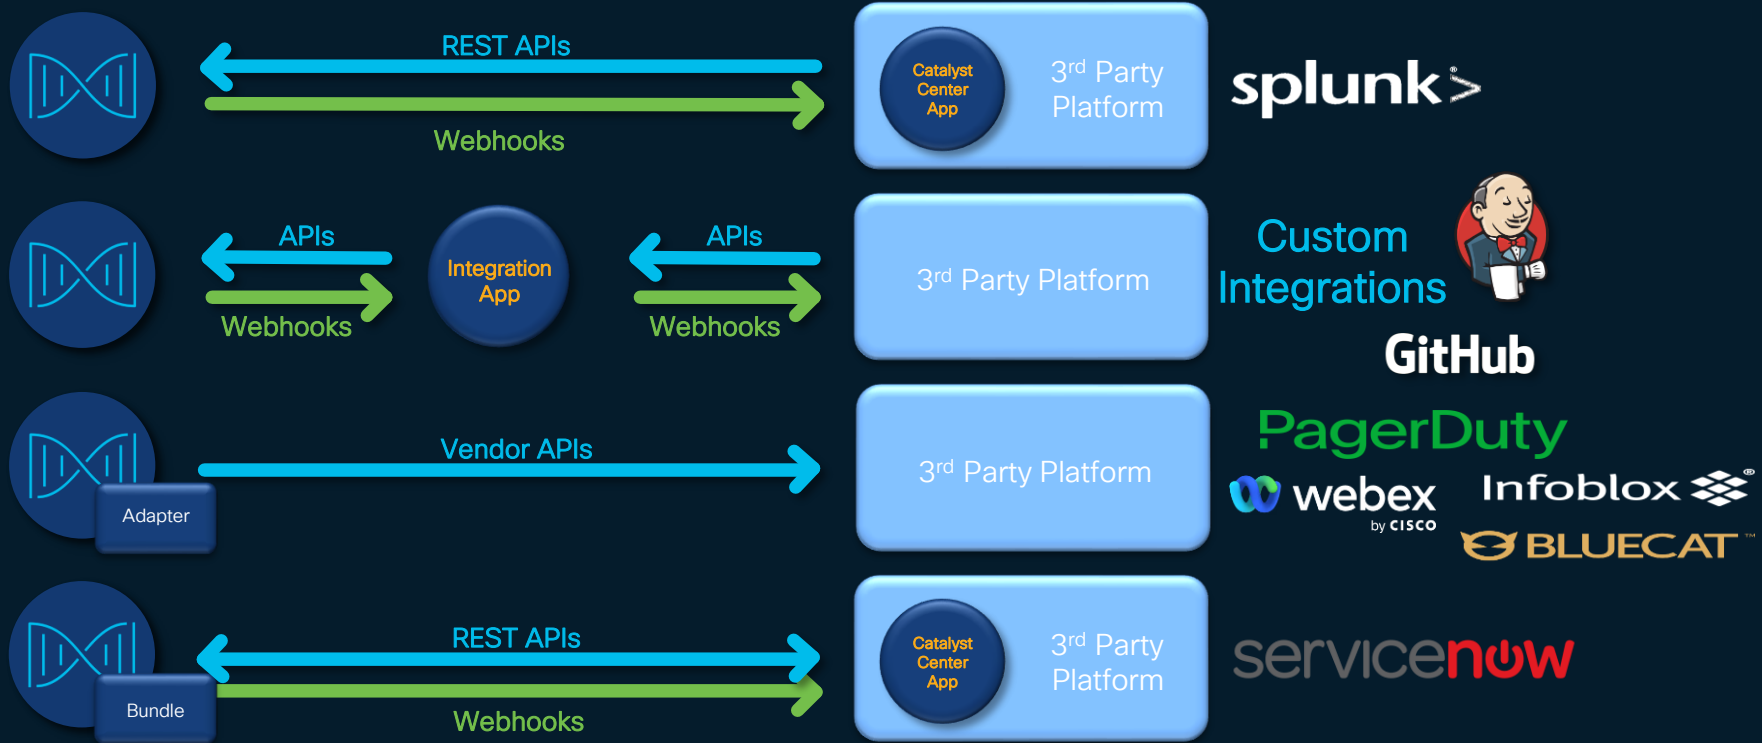 REST APIs
Webhooks
Catalyst
Center
App
3rd Party
Platform
splunk>
APIs
Webhooks
Integration
App
APIs
Webhooks
3rd Party Platform
Custom
Integrations
GitHub
Adapter
Vendor APIs
3rd Party Platform
PagerDuty
webex
by CISCO
Infoblox ®
BLUECAT ™
Bundle
REST APIs
Webhooks
Catalyst
Center
App
3rd Party
Platform
servicenow